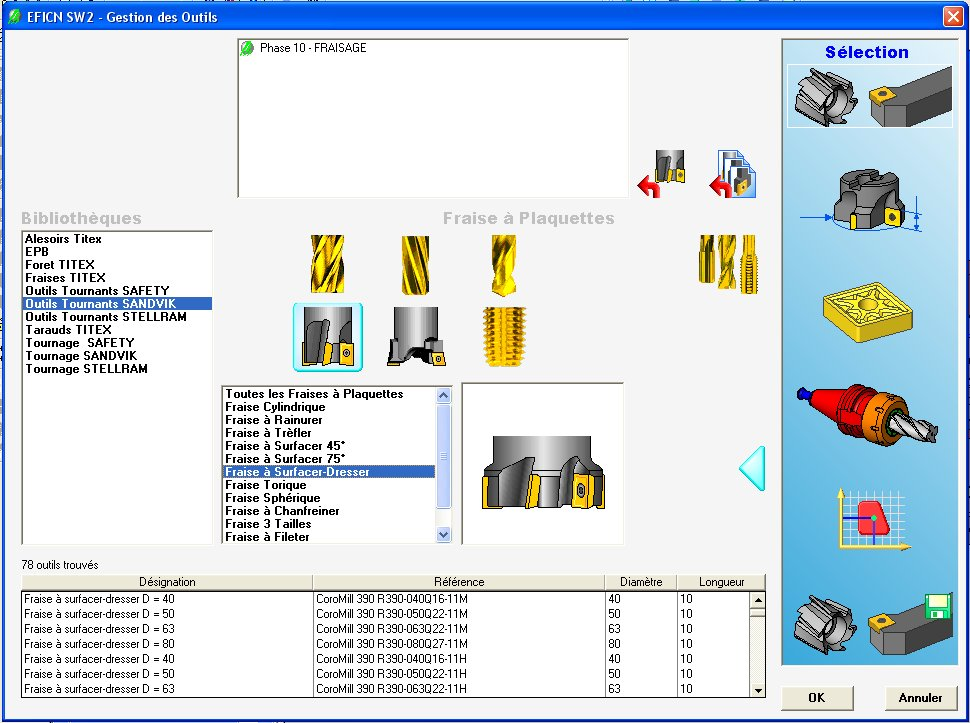 EFICN SW2 - Gestion des Outils
Phase 10 - FRAISAGE
Sélection
Bibliothèques
Fraise à Plaquettes
Alesoirs Titex
EPB
Foret TITEX
Fraises TITEX
Outils Tournants SAFETY
Outils Tournants SANDVIK
Outils Tournants STELLRAM
Tarauds TITEX
Tournage  SAFETY
Tournage SANDVIK
Tournage STELLRAM
Toutes les Fraises à Plaquettes
Fraise Cylindrique
Fraise à Rainurer
Fraise à Trèfler
Fraise à Surfacer 45°
Fraise à Surfacer 75°
Fraise à Surfacer-Dresser
Fraise Torique
Fraise Sphérique
Fraise à Chanfreiner
Fraise 3 Tailles
Fraise à Fileter
78 outils trouvés
Désignation Référence Diamètre Longueur
Fraise à surfacer-dresser D = 40 CoroMill 390 R390-040Q16-11M 40 10
Fraise à surfacer-dresser D = 50 CoroMill 390 R390-050Q22-11M 50 10
Fraise à surfacer-dresser D = 63 CoroMill 390 R390-063Q22-11M 63 10
Fraise à surfacer-dresser D = 80 CoroMill 390 R390-080Q27-11M 80 10
Fraise à surfacer-dresser D = 40 CoroMill 390 R390-040Q16-11H 40 10
Fraise à surfacer-dresser D = 50 CoroMill 390 R390-050Q22-11H 50 10
Fraise à surfacer-dresser D = 63 CoroMill 390 R390-063Q22-11H 63 10
OK
Annuler